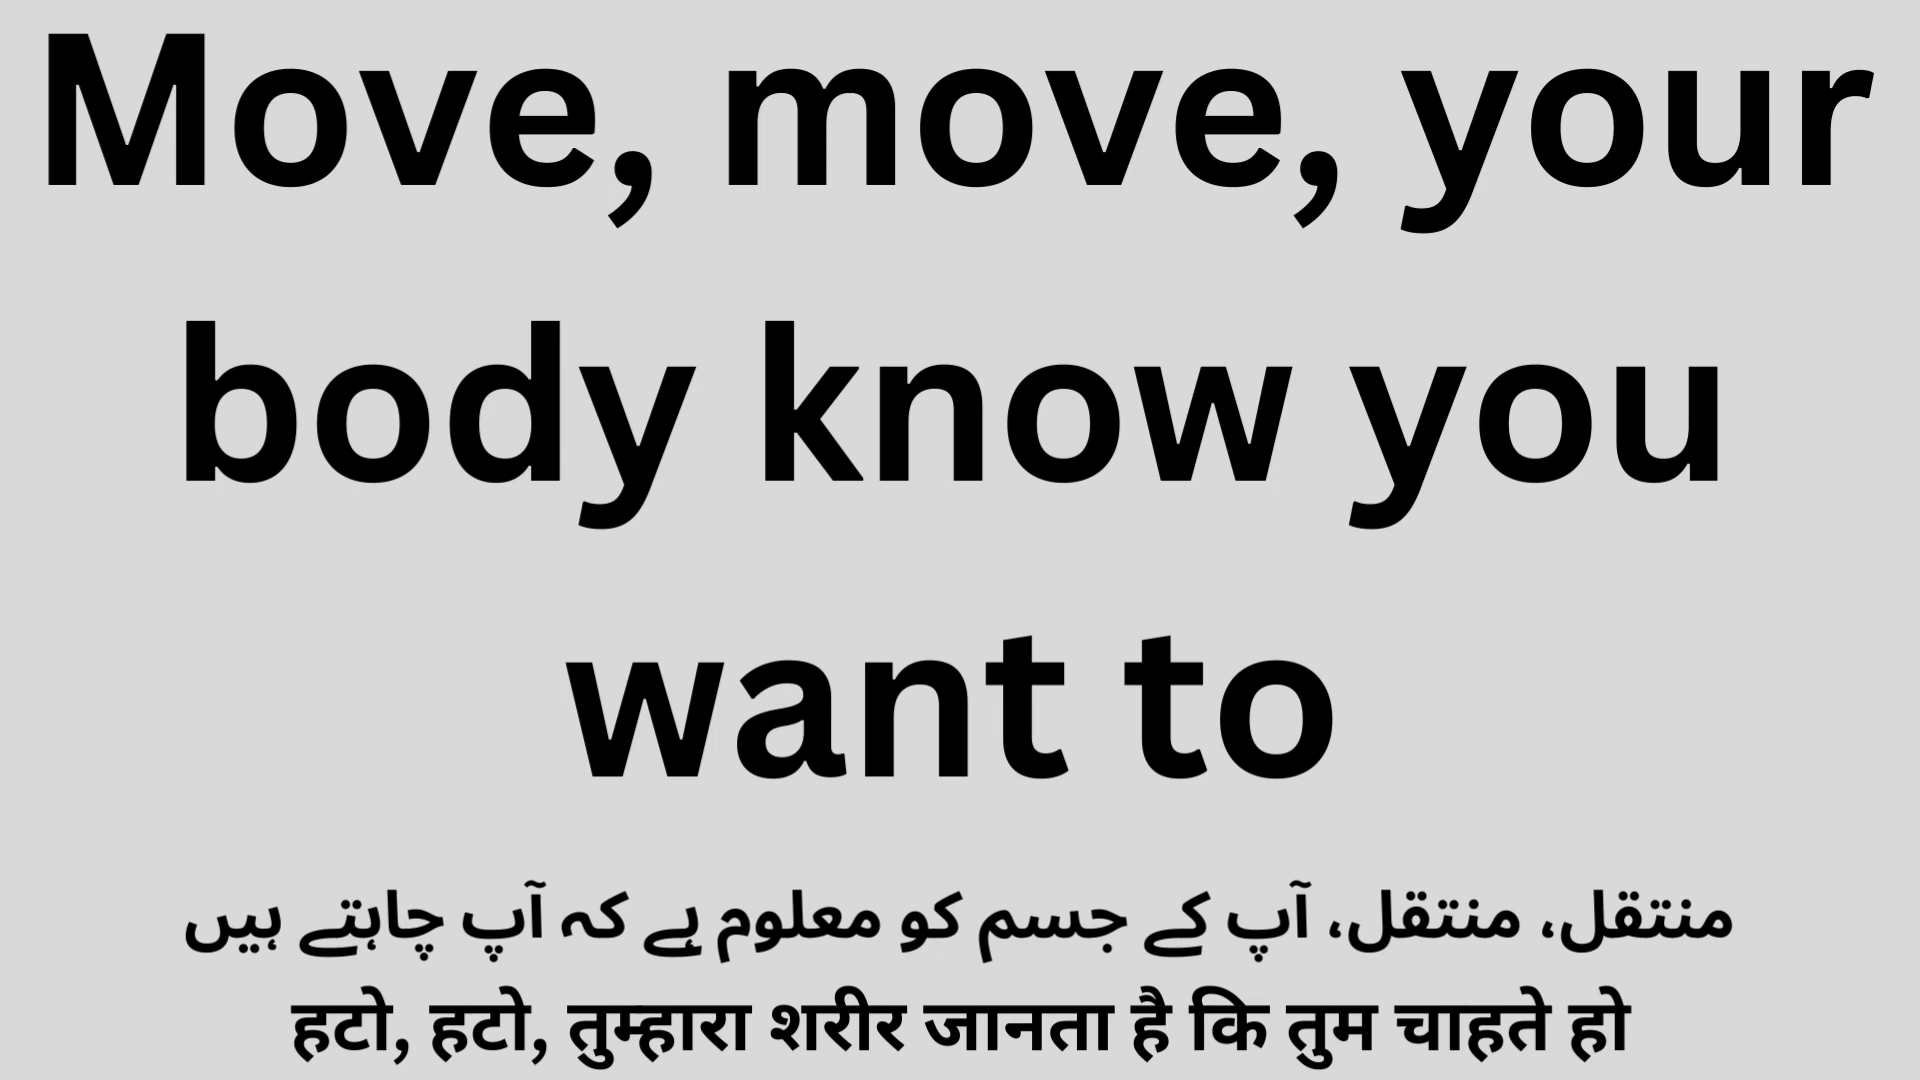 Move, move, your
body know you
want to
منتقل، منتقل، آپ کے جسم کو معلوم ہے کہ آپ چاہتے ہیں
हटो, हटो, तुम्हारा शरीर जानता है कि तुम चाहते हो